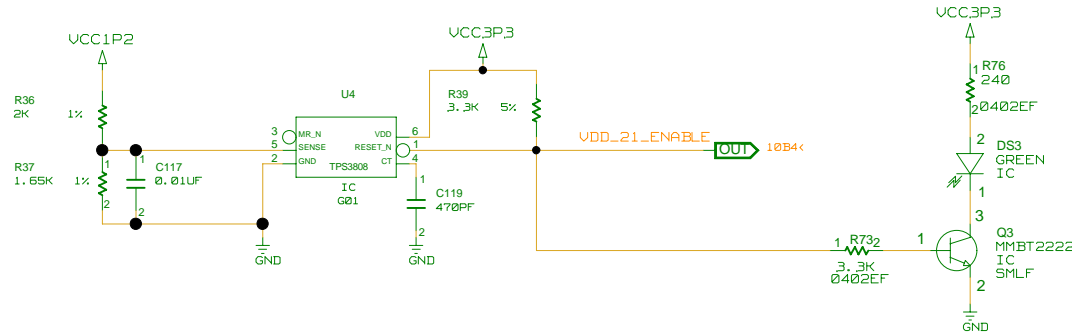 VCC1P2
R36
2K
1%
R37
1.65K
1%
1
2
1
2
C117
0.01UF
U4
3
5
2
MR_N
SENSE
GND
VDD
RESET_N
CT
TPS3808
6
1
4
IC
G01
GND
VCC3P3
R39
3.3K
5%
1
2
C119
470PF
GND
VDD_21_ENABLE
OUT
10B4<
1
R73
2
3.3K
0402EF
VCC3P3
1
R76
240
2
0402EF
2
DS3
GREEN
IC
1
3
1
Q3
MMBT2222
IC
SMLF
2
GND